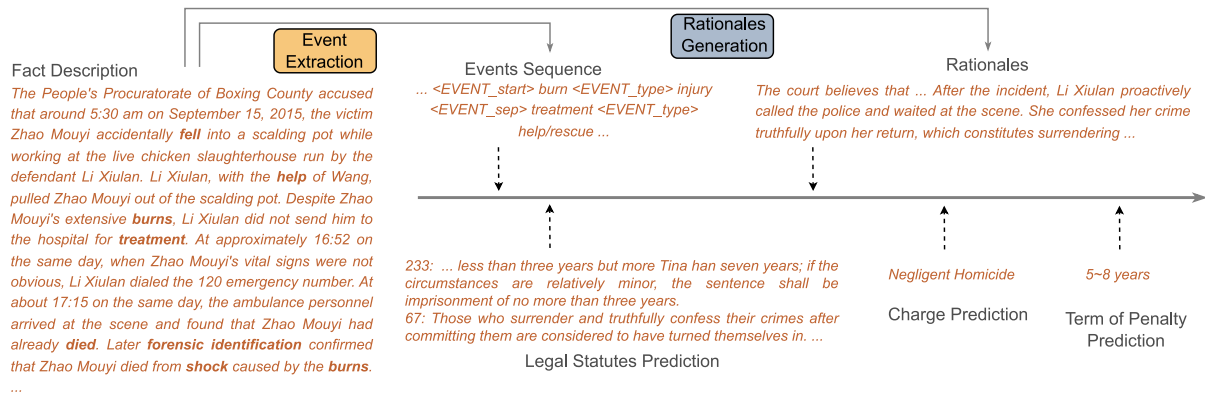 Event
Extraction
Rationales
Generation
Fact Description
The People's Procuratorate of Boxing County accused
that around 5:30 am on September 15, 2015, the victim
Zhao Mouyi accidentally fell into a scalding pot while
working at the live chicken slaughterhouse run by the
defendant Li Xiulan. Li Xiulan, with the help of Wang,
pulled Zhao Mouyi out of the scalding pot. Despite Zhao
Mouyi's extensive burns, Li Xiulan did not send him to
the hospital for treatment. At approximately 16:52 on
the same day, when Zhao Mouyi's vital signs were not
obvious, Li Xiulan dialed the 120 emergency number. At
about 17:15 on the same day, the ambulance personnel
arrived at the scene and found that Zhao Mouyi had
already died. Later forensic identification confirmed
that Zhao Mouyi died from shock caused by the burns.
...
Events Sequence
... <EVENT_start> burn <EVENT_type> injury
<EVENT_sep> treatment <EVENT_type>
help/rescue ...
Rationales
The court believes that ... After the incident, Li Xiulan proactively
called the police and waited at the scene. She confessed her crime
truthfully upon her return, which constitutes surrendering ...
233: ... less than three years but more Tina han seven years; if the
circumstances are relatively minor, the sentence shall be
imprisonment of no more than three years.
67: Those who surrender and truthfully confess their crimes after
committing them are considered to have turned themselves in. ...
Legal Statutes Prediction
Negligent Homicide
Charge Prediction
5~8 years
Term of Penalty
Prediction